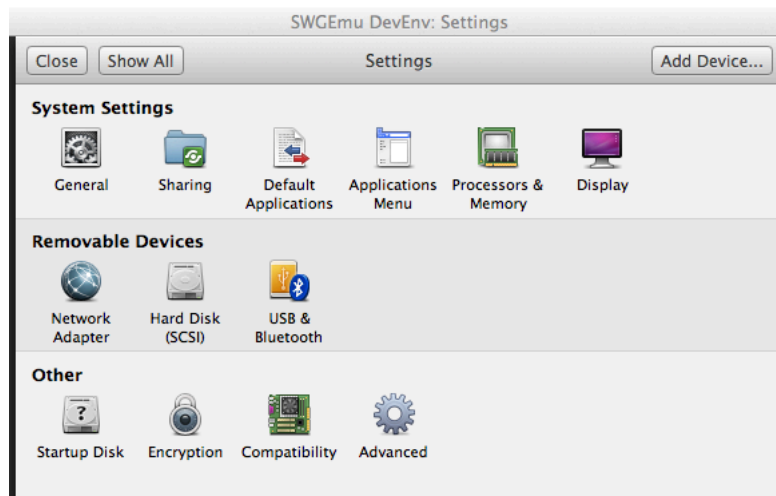 SWGEmu DevEnv: Settings
Close Show All Settings Add Device...
System Settings
General Sharing Default Applications Applications Menu Processors & Memory Display
Removable Devices
Network Adapter Hard Disk (SCSI) USB & Bluetooth
Other
Startup Disk Encryption Compatibility Advanced